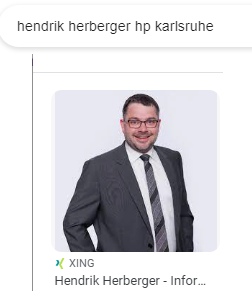 hendrik herberger hp karlsruhe
XING
Hendrik Herberger - Infor...